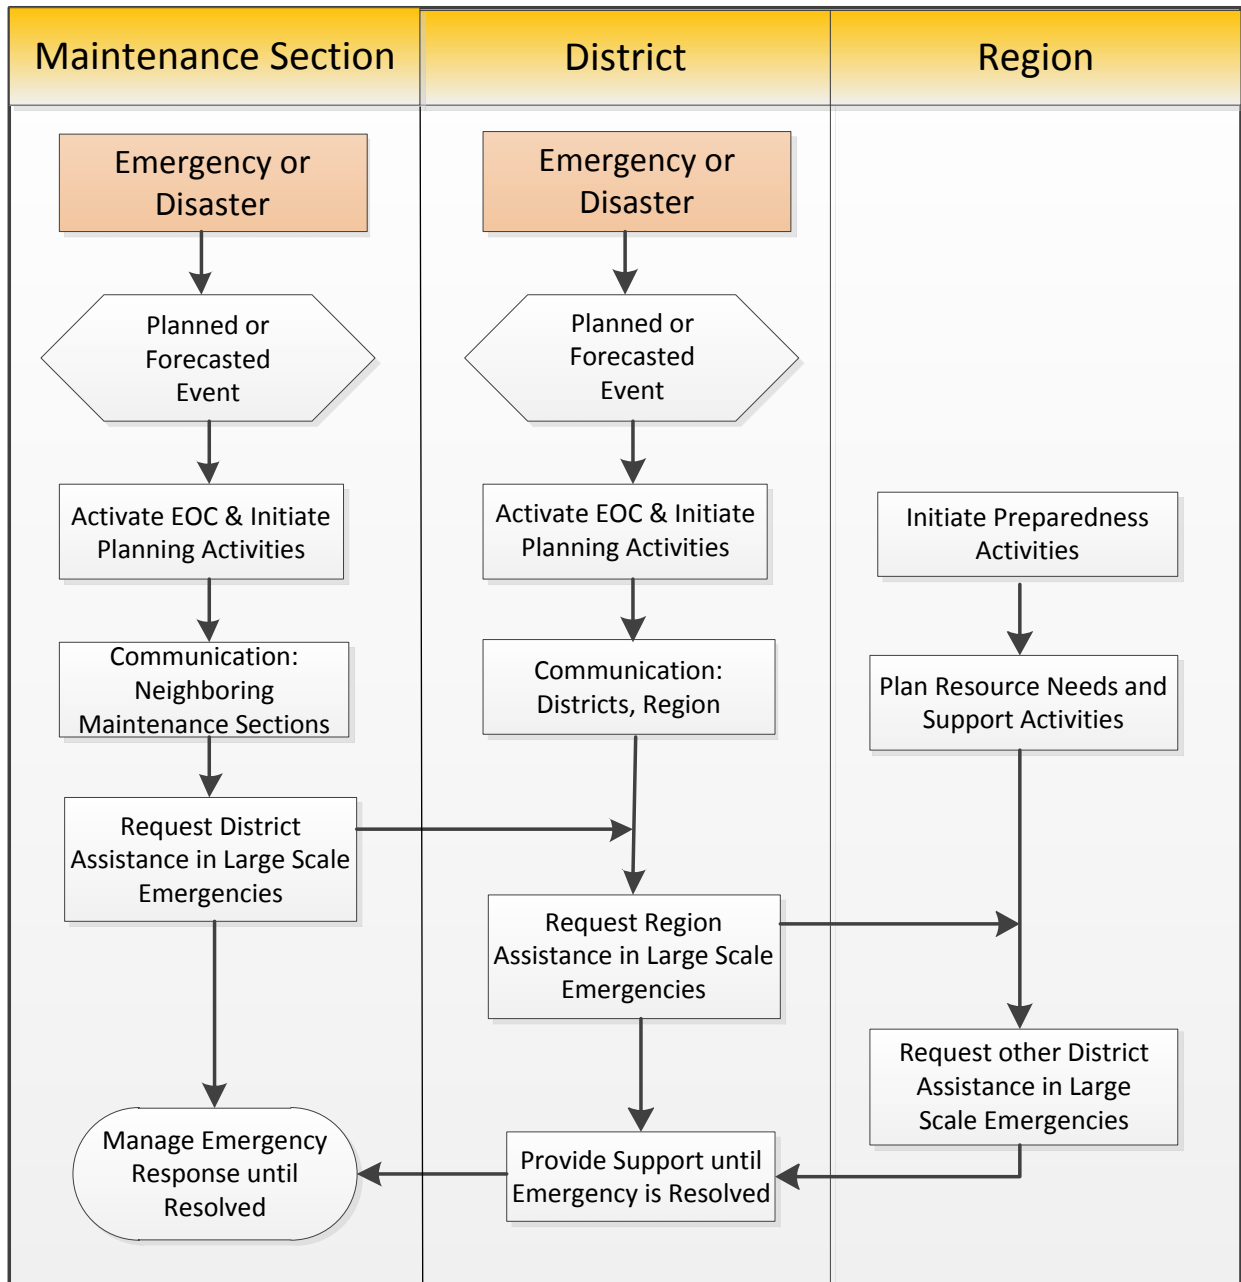 Maintenance Section
District
Region
Emergency or
Disaster
Planned or
Forecasted
Event
Activate EOC & Initiate
Planning Activities
Communication:
Neighboring
Maintenance Sections
Request District
Assistance in Large Scale
Emergencies
Manage Emergency
Response until
Resolved
Emergency or
Disaster
Planned or
Forecasted
Event
Activate EOC & Initiate
Planning Activities
Communication:
Districts, Region
Request Region
Assistance in Large Scale
Emergencies
Provide Support until
Emergency is Resolved
Initiate Preparedness
Activities
Plan Resource Needs and
Support Activities
Request other District
Assistance in Large
Scale Emergencies